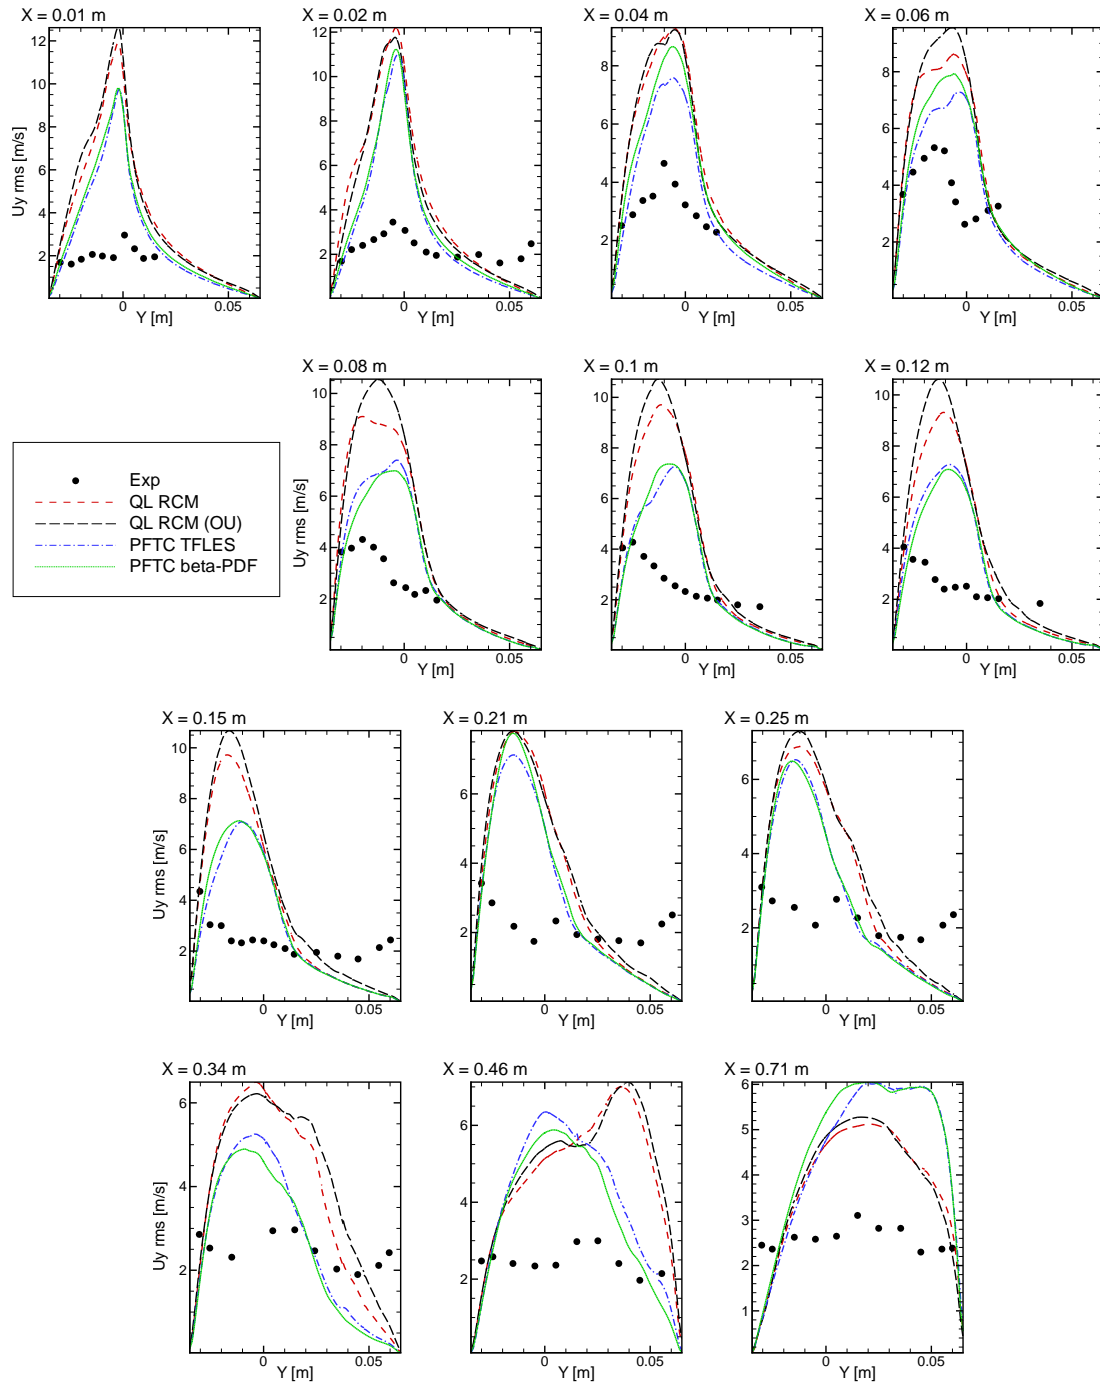 X = 0.01 m
X = 0.02 m
X = 0.04 m
X = 0.06 m
Uy rms [m/s]
12
10
8
6
4
2
0
0.05
Y [m]
12
10
8
6
4
2
0
0.05
Y [m]
8
6
4
2
0
0.05
Y [m]
8
6
4
2
0
0.05
Y [m]
X = 0.08 m
X = 0.1 m
X = 0.12 m
Uy rms [m/s]
10
8
6
4
2
0
0.05
Y [m]
10
8
6
4
2
0
0.05
Y [m]
10
8
6
4
2
0
0.05
Y [m]
Exp
QL RCM
QL RCM (OU)
PFTC TFLES
PFTC beta-PDF
X = 0.15 m
X = 0.21 m
X = 0.25 m
Uy rms [m/s]
10
8
6
4
2
0
0.05
Y [m]
6
4
2
0
0.05
Y [m]
6
4
2
0
0.05
Y [m]
X = 0.34 m
X = 0.46 m
X = 0.71 m
Uy rms [m/s]
6
4
2
0
0.05
Y [m]
6
4
2
0
0.05
Y [m]
6
5
4
3
2
1
0
0.05
Y [m]